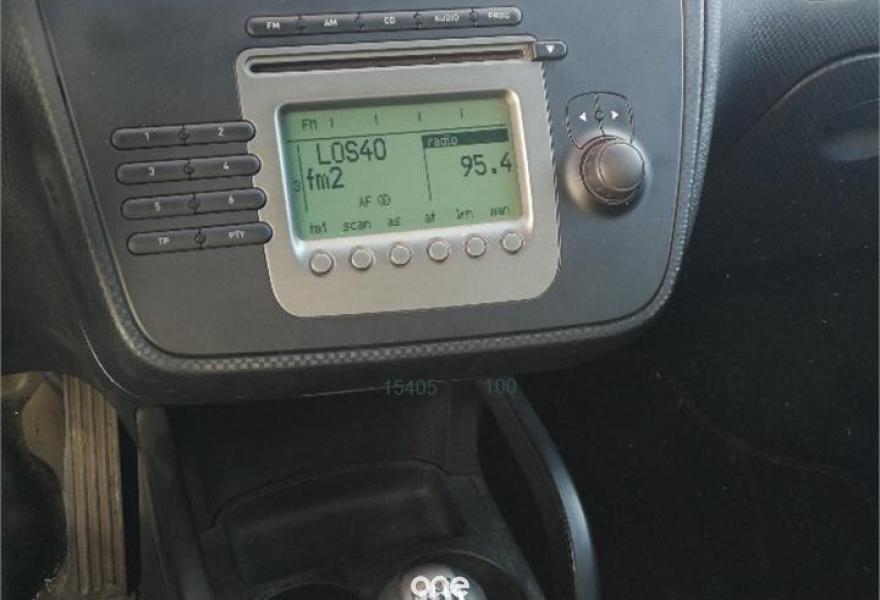 FM AM CD AUDIO PROG
FM
1 2
LOS40
radio
3 4
3
fm2
95.4
AF
5 6
fm1 scan as af lrn man
TP PTY
15405 100
one